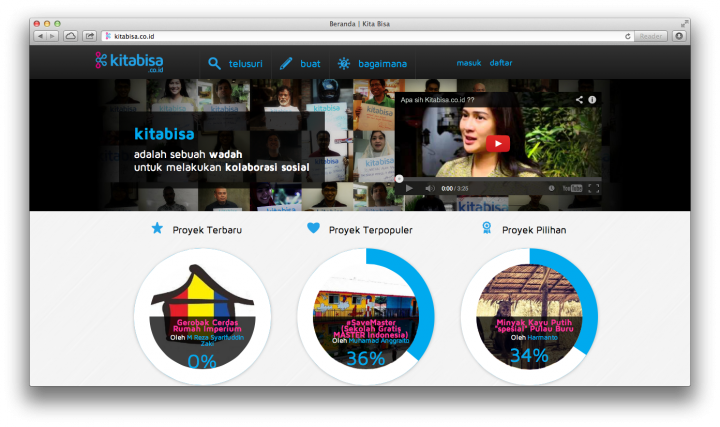 Beranda | Kita Bisa
kitabisa.co.id
Reader
kitabisa
.co.id
telusuri
buat
bagaimana
masuk daftar
kitabisa
adalah sebuah wadah
untuk melakukan kolaborasi sosial
Apa sih Kitabisa.co.id ??
0:00 / 3:25
YouTube
kitabisa
Proyek Terbaru
Proyek Terpopuler
Proyek Pilihan
Gerobak Cerdas
Rumah Imperium
Oleh M Reza Syarifuddin
Zaki
0%
#SaveMaster
(Sekolah Gratis
MASTER Indonesia)
Oleh Muhamad Anggraito
36%
Minyak Kayu Putih
"spesial" Pulau Buru
Oleh Harmanto
34%